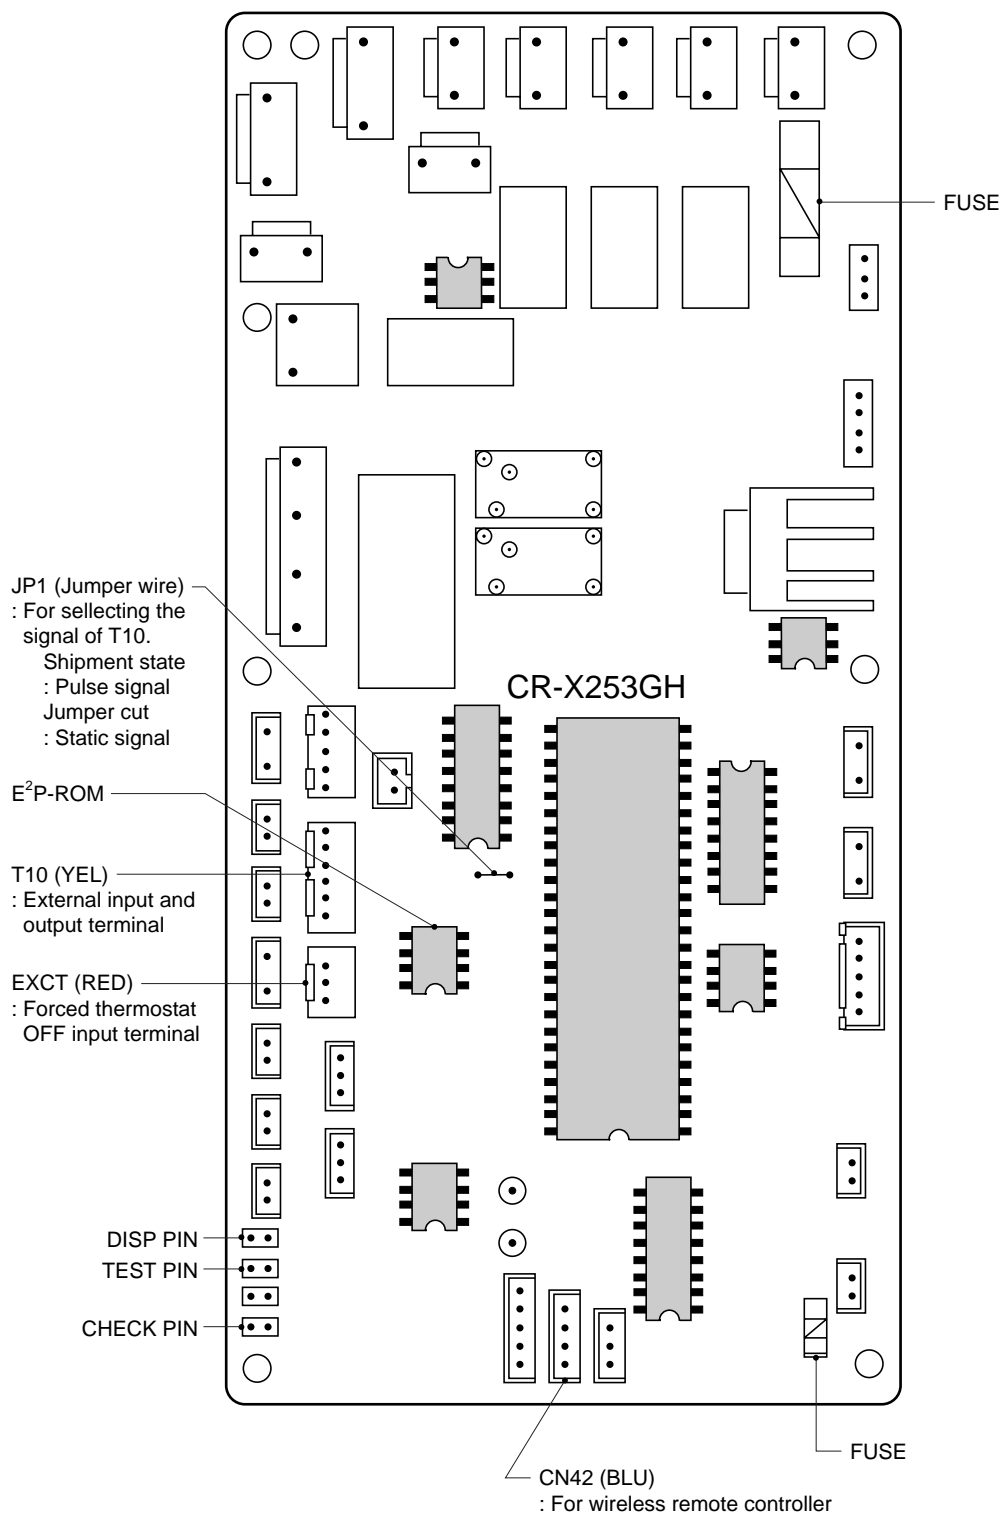 FUSE
JP1 (Jumper wire)
: For sellecting the
signal of T10.
Shipment state
: Pulse signal
Jumper cut
: Static signal
CR-X253GH
E²P-ROM
T10 (YEL)
: External input and
output terminal
EXCT (RED)
: Forced thermostat
OFF input terminal
DISP PIN
TEST PIN
CHECK PIN
FUSE
CN42 (BLU)
: For wireless remote controller